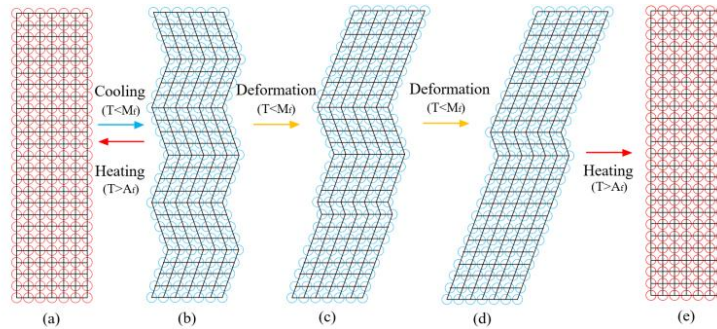 Cooling
(T<Mf)
Heating
(T>Af)
Deformation
(T<Mf)
Deformation
(T<Mf)
Heating
(T>Af)
(a)
(b)
(c)
(d)
(e)